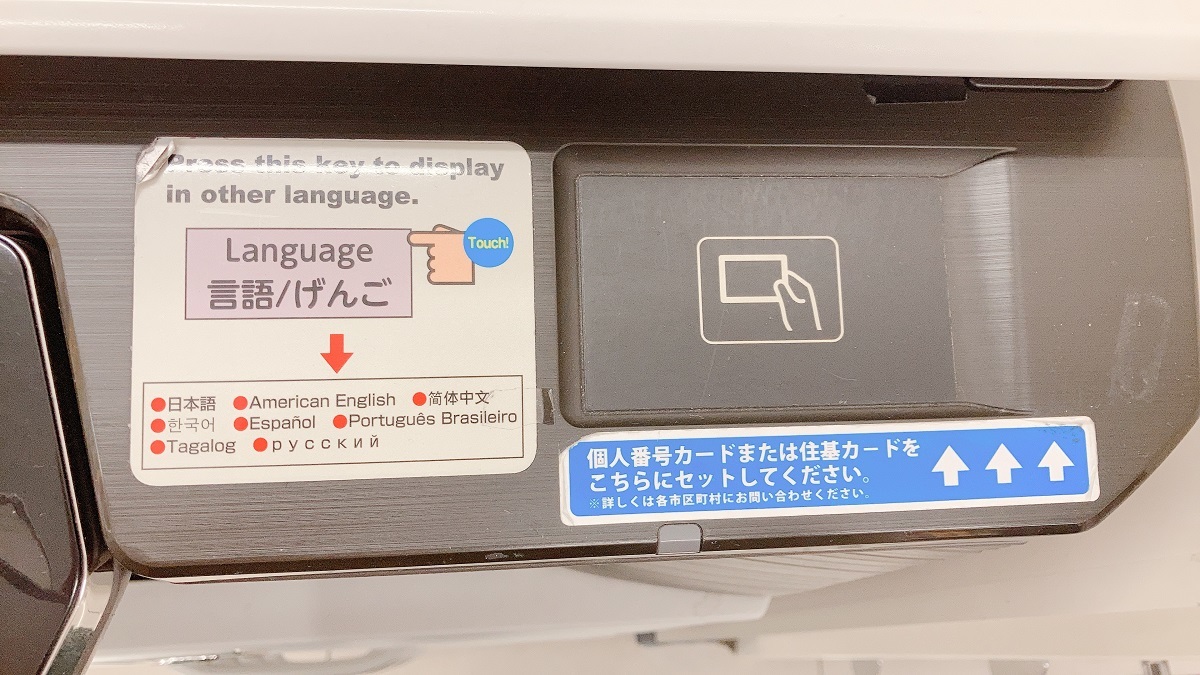 Press this key to display
in other language.
Language
言語/げんご
Touch!
●日本語 ●American English ●简体中文
●한국어 ●Español ●Português Brasileiro
●Tagalog ●русский
個人番号カードまたは住基カードを
こちらにセットしてください。
※詳しくは各市区町村にお問い合わせください。